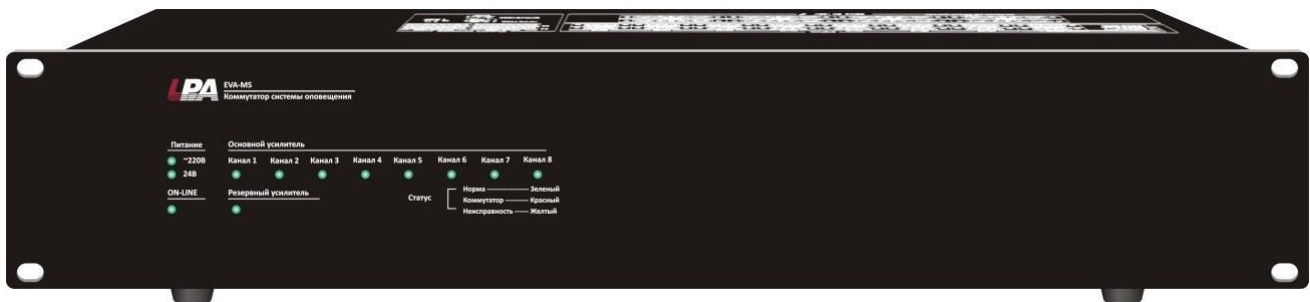 LPA
EVA-MS
Коммутатор системы оповещения
Питание
Основной усилитель
~220В
Канал 1 Канал 2 Канал 3 Канал 4 Канал 5 Канал 6 Канал 7 Канал 8
24В
ON-LINE
Резервный усилитель
Статус
Норма Зеленый
Коммутатор Красный
Неисправность Желтый